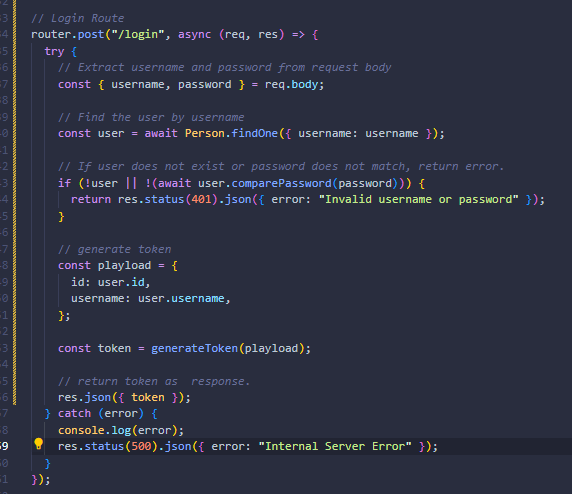 // Login Route
router.post("/login", async (req, res) => {
try {
// Extract username and password from request body
const { username, password } = req.body;
// Find the user by username
const user = await Person.findOne({ username: username });
// If user does not exist or password does not match, return error.
if (!user || !(await user.comparePassword(password))) {
return res.status(401).json({ error: "Invalid username or password" });
}
// generate token
const playload = {
id: user.id,
username: user.username,
};
const token = generateToken(playload);
// return token as  response.
res.json({ token });
} catch (error) {
console.log(error);
res.status(500).json({ error: "Internal Server Error" });
}
});